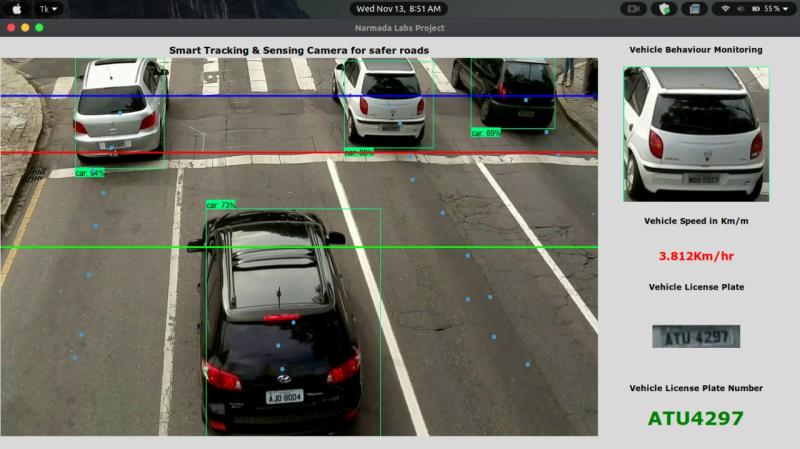 Tk
Wed Nov 13, 8:51 AM
55 %
Narmada Labs Project
Smart Tracking & Sensing Camera for safer roads
Vehicle Behaviour Monitoring
car: 69%
car: 88%
car: 94%
car: 73%
Vehicle Speed in Km/m
3.812Km/hr
Vehicle License Plate
ATU 4297
AJD 8004
Vehicle License Plate Number
ATU4297